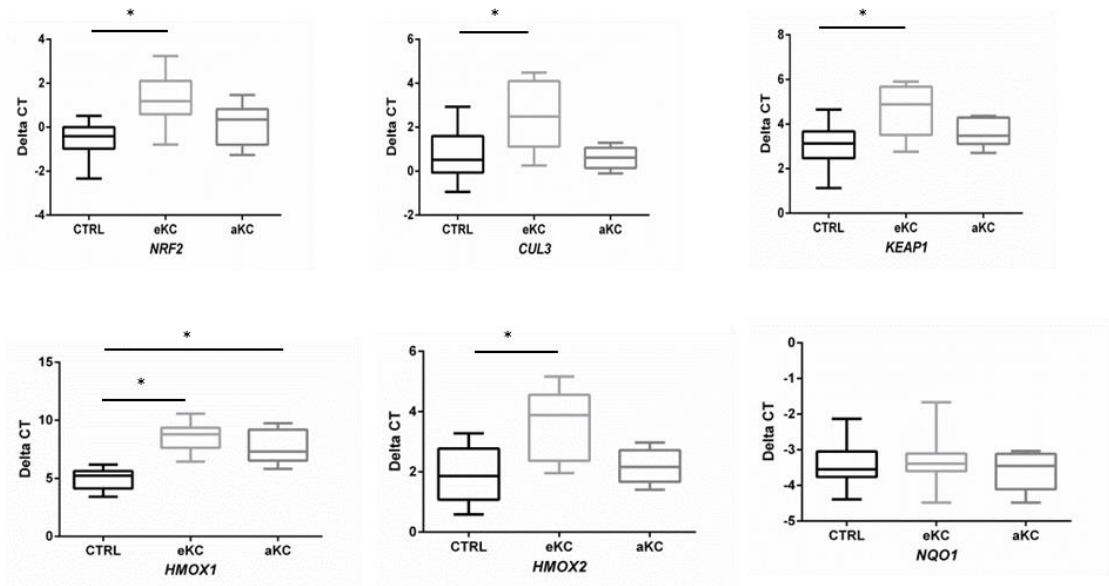 *
Delta CT
4
2
0
-2
-4
CTRL eKC aKC
NRF2
*
Delta CT
6
4
2
0
-2
CTRL eKC aKC
CUL3
*
Delta CT
8
6
4
2
0
CTRL eKC aKC
KEAP1
*
*
Delta CT
15
10
5
0
CTRL eKC aKC
HMOX1
*
Delta CT
6
4
2
0
CTRL eKC aKC
HMOX2
Delta CT
0
-1
-2
-3
-4
-5
CTRL eKC aKC
NQO1